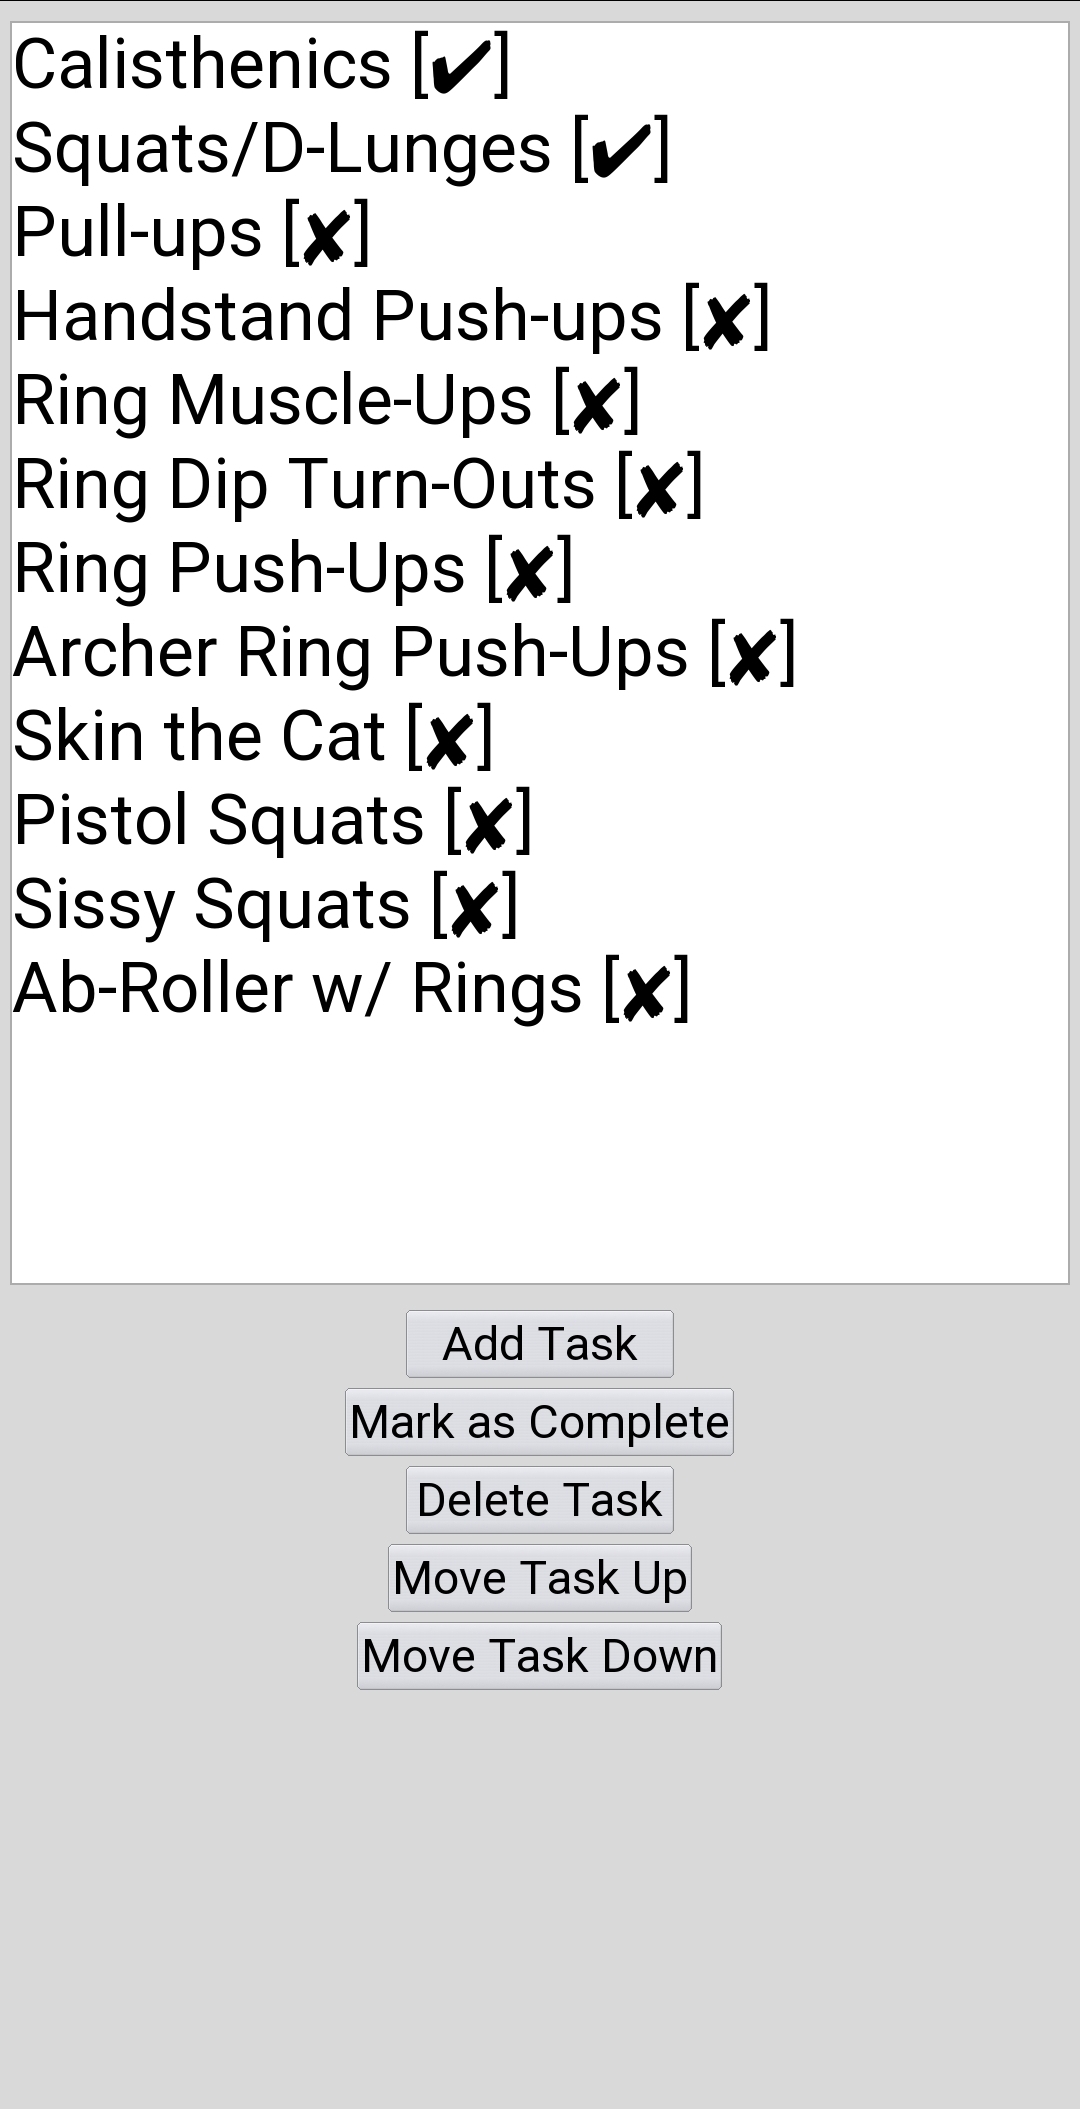 Calisthenics [✔]
Squats/D-Lunges [✔]
Pull-ups [✘]
Handstand Push-ups [✘]
Ring Muscle-Ups [✘]
Ring Dip Turn-Outs [✘]
Ring Push-Ups [✘]
Archer Ring Push-Ups [✘]
Skin the Cat [✘]
Pistol Squats [✘]
Sissy Squats [✘]
Ab-Roller w/ Rings [✘]
Add Task
Mark as Complete
Delete Task
Move Task Up
Move Task Down